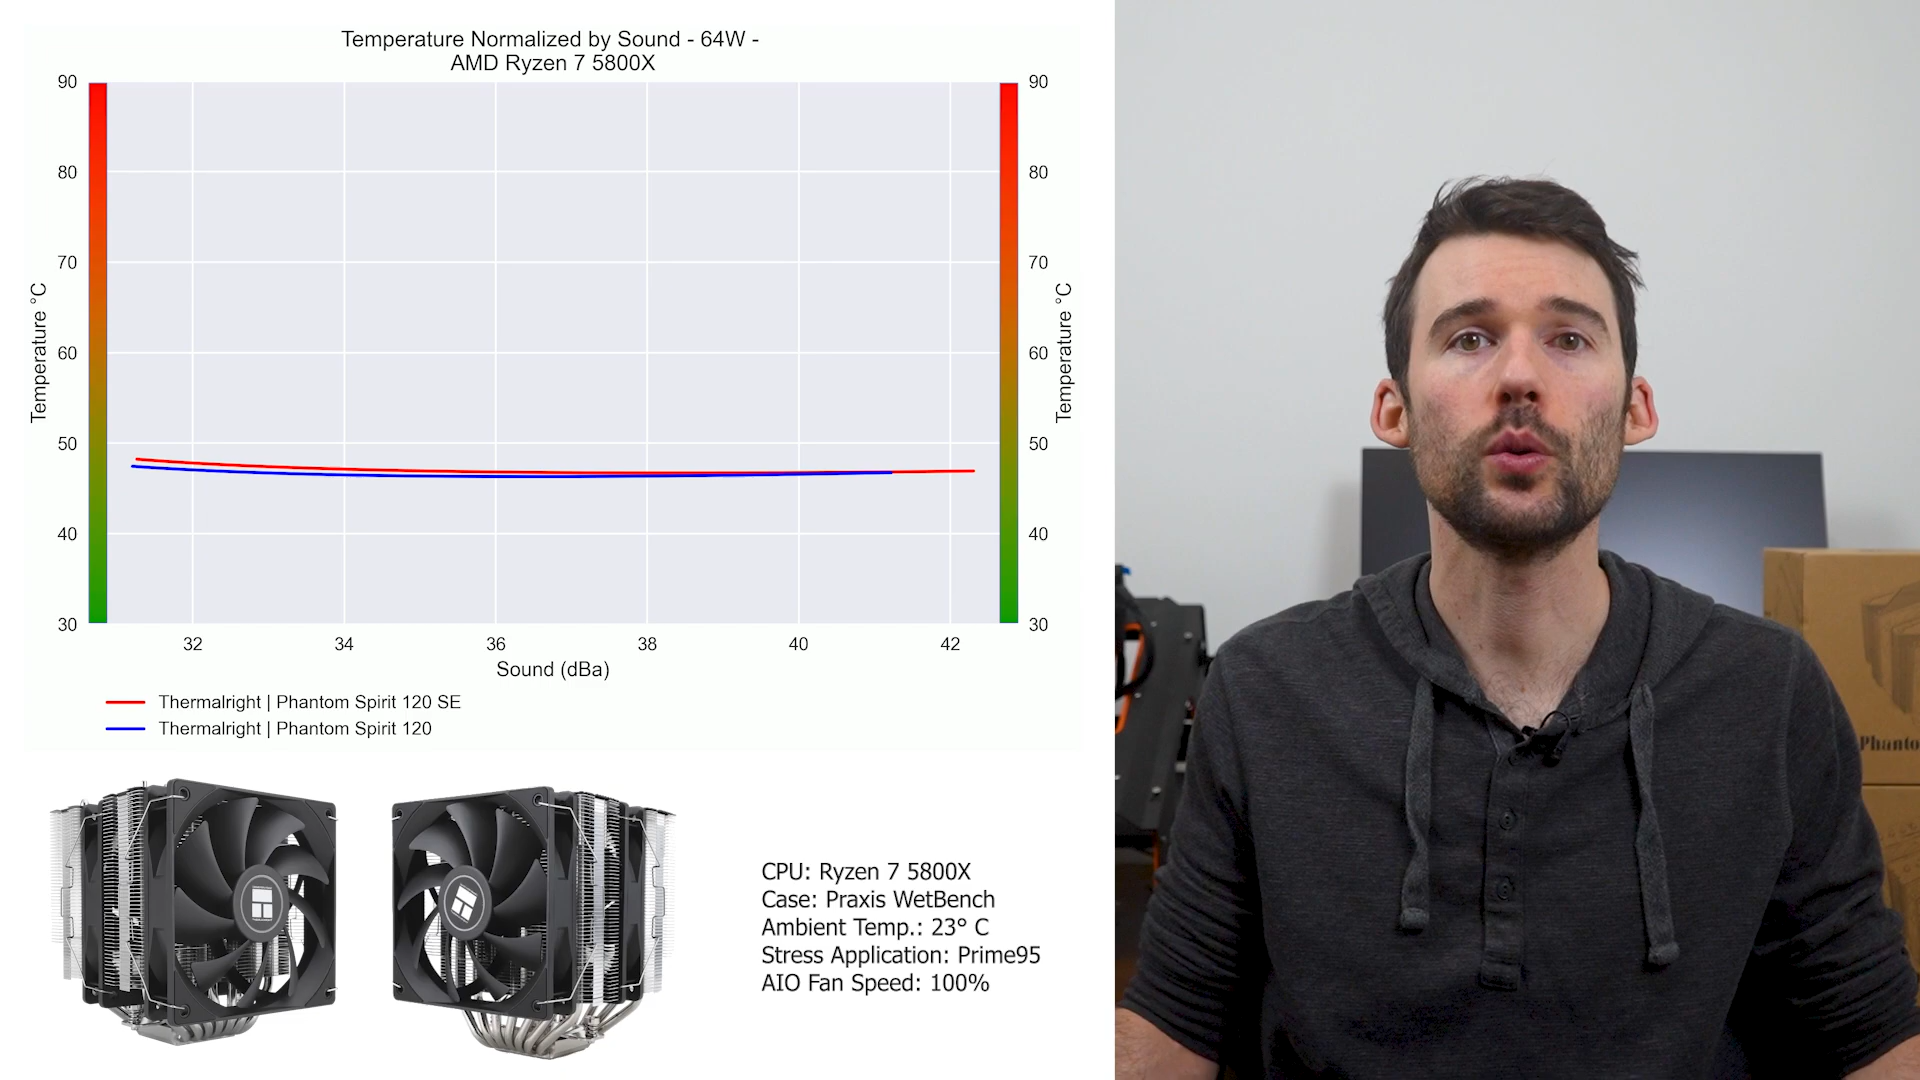 Temperature Normalized by Sound - 64W -
AMD Ryzen 7 5800X
90
80
70
60
50
40
30
Temperature °C
90
80
70
60
50
40
30
Temperature °C
32 34 36 38 40 42
Sound (dBa)
Thermalright | Phantom Spirit 120 SE
Thermalright | Phantom Spirit 120
CPU: Ryzen 7 5800X
Case: Praxis WetBench
Ambient Temp.: 23° C
Stress Application: Prime95
AIO Fan Speed: 100%
Phanto